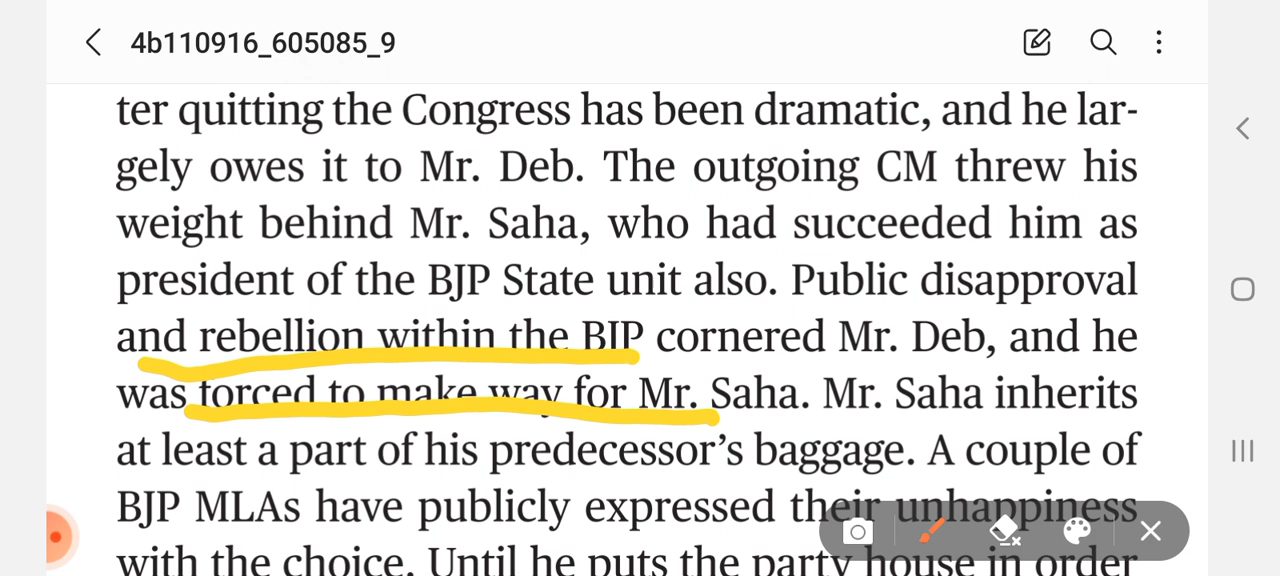 4b110916_605085_9
ter quitting the Congress has been dramatic, and he lar-
gely owes it to Mr. Deb. The outgoing CM threw his
weight behind Mr. Saha, who had succeeded him as
president of the BJP State unit also. Public disapproval
and rebellion within the BJP cornered Mr. Deb, and he
was forced to make way for Mr. Saha. Mr. Saha inherits
at least a part of his predecessor’s baggage. A couple of
BJP MLAs have publicly expressed their unhappiness
with the choice. Until he puts the party house in order